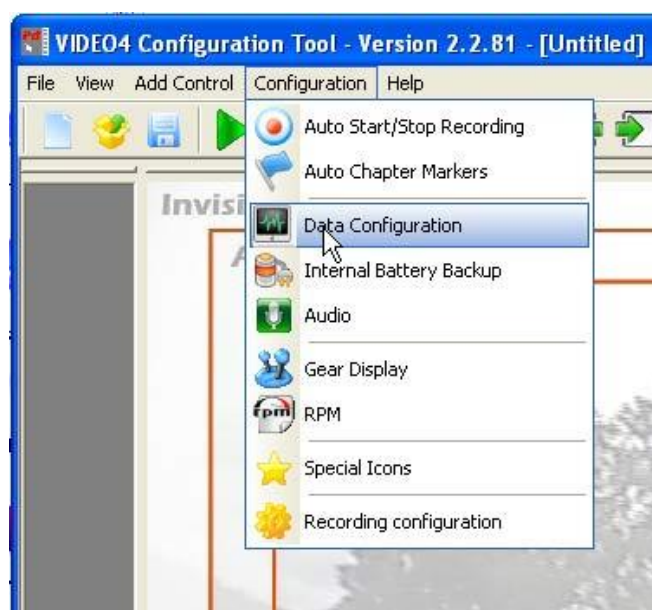 VIDEO4 Configuration Tool - Version 2.2.81 - [Untitled]
File View Add Control Configuration Help
Auto Start/Stop Recording
Auto Chapter Markers
Data Configuration
Internal Battery Backup
Audio
Gear Display
rpm RPM
Special Icons
Recording configuration